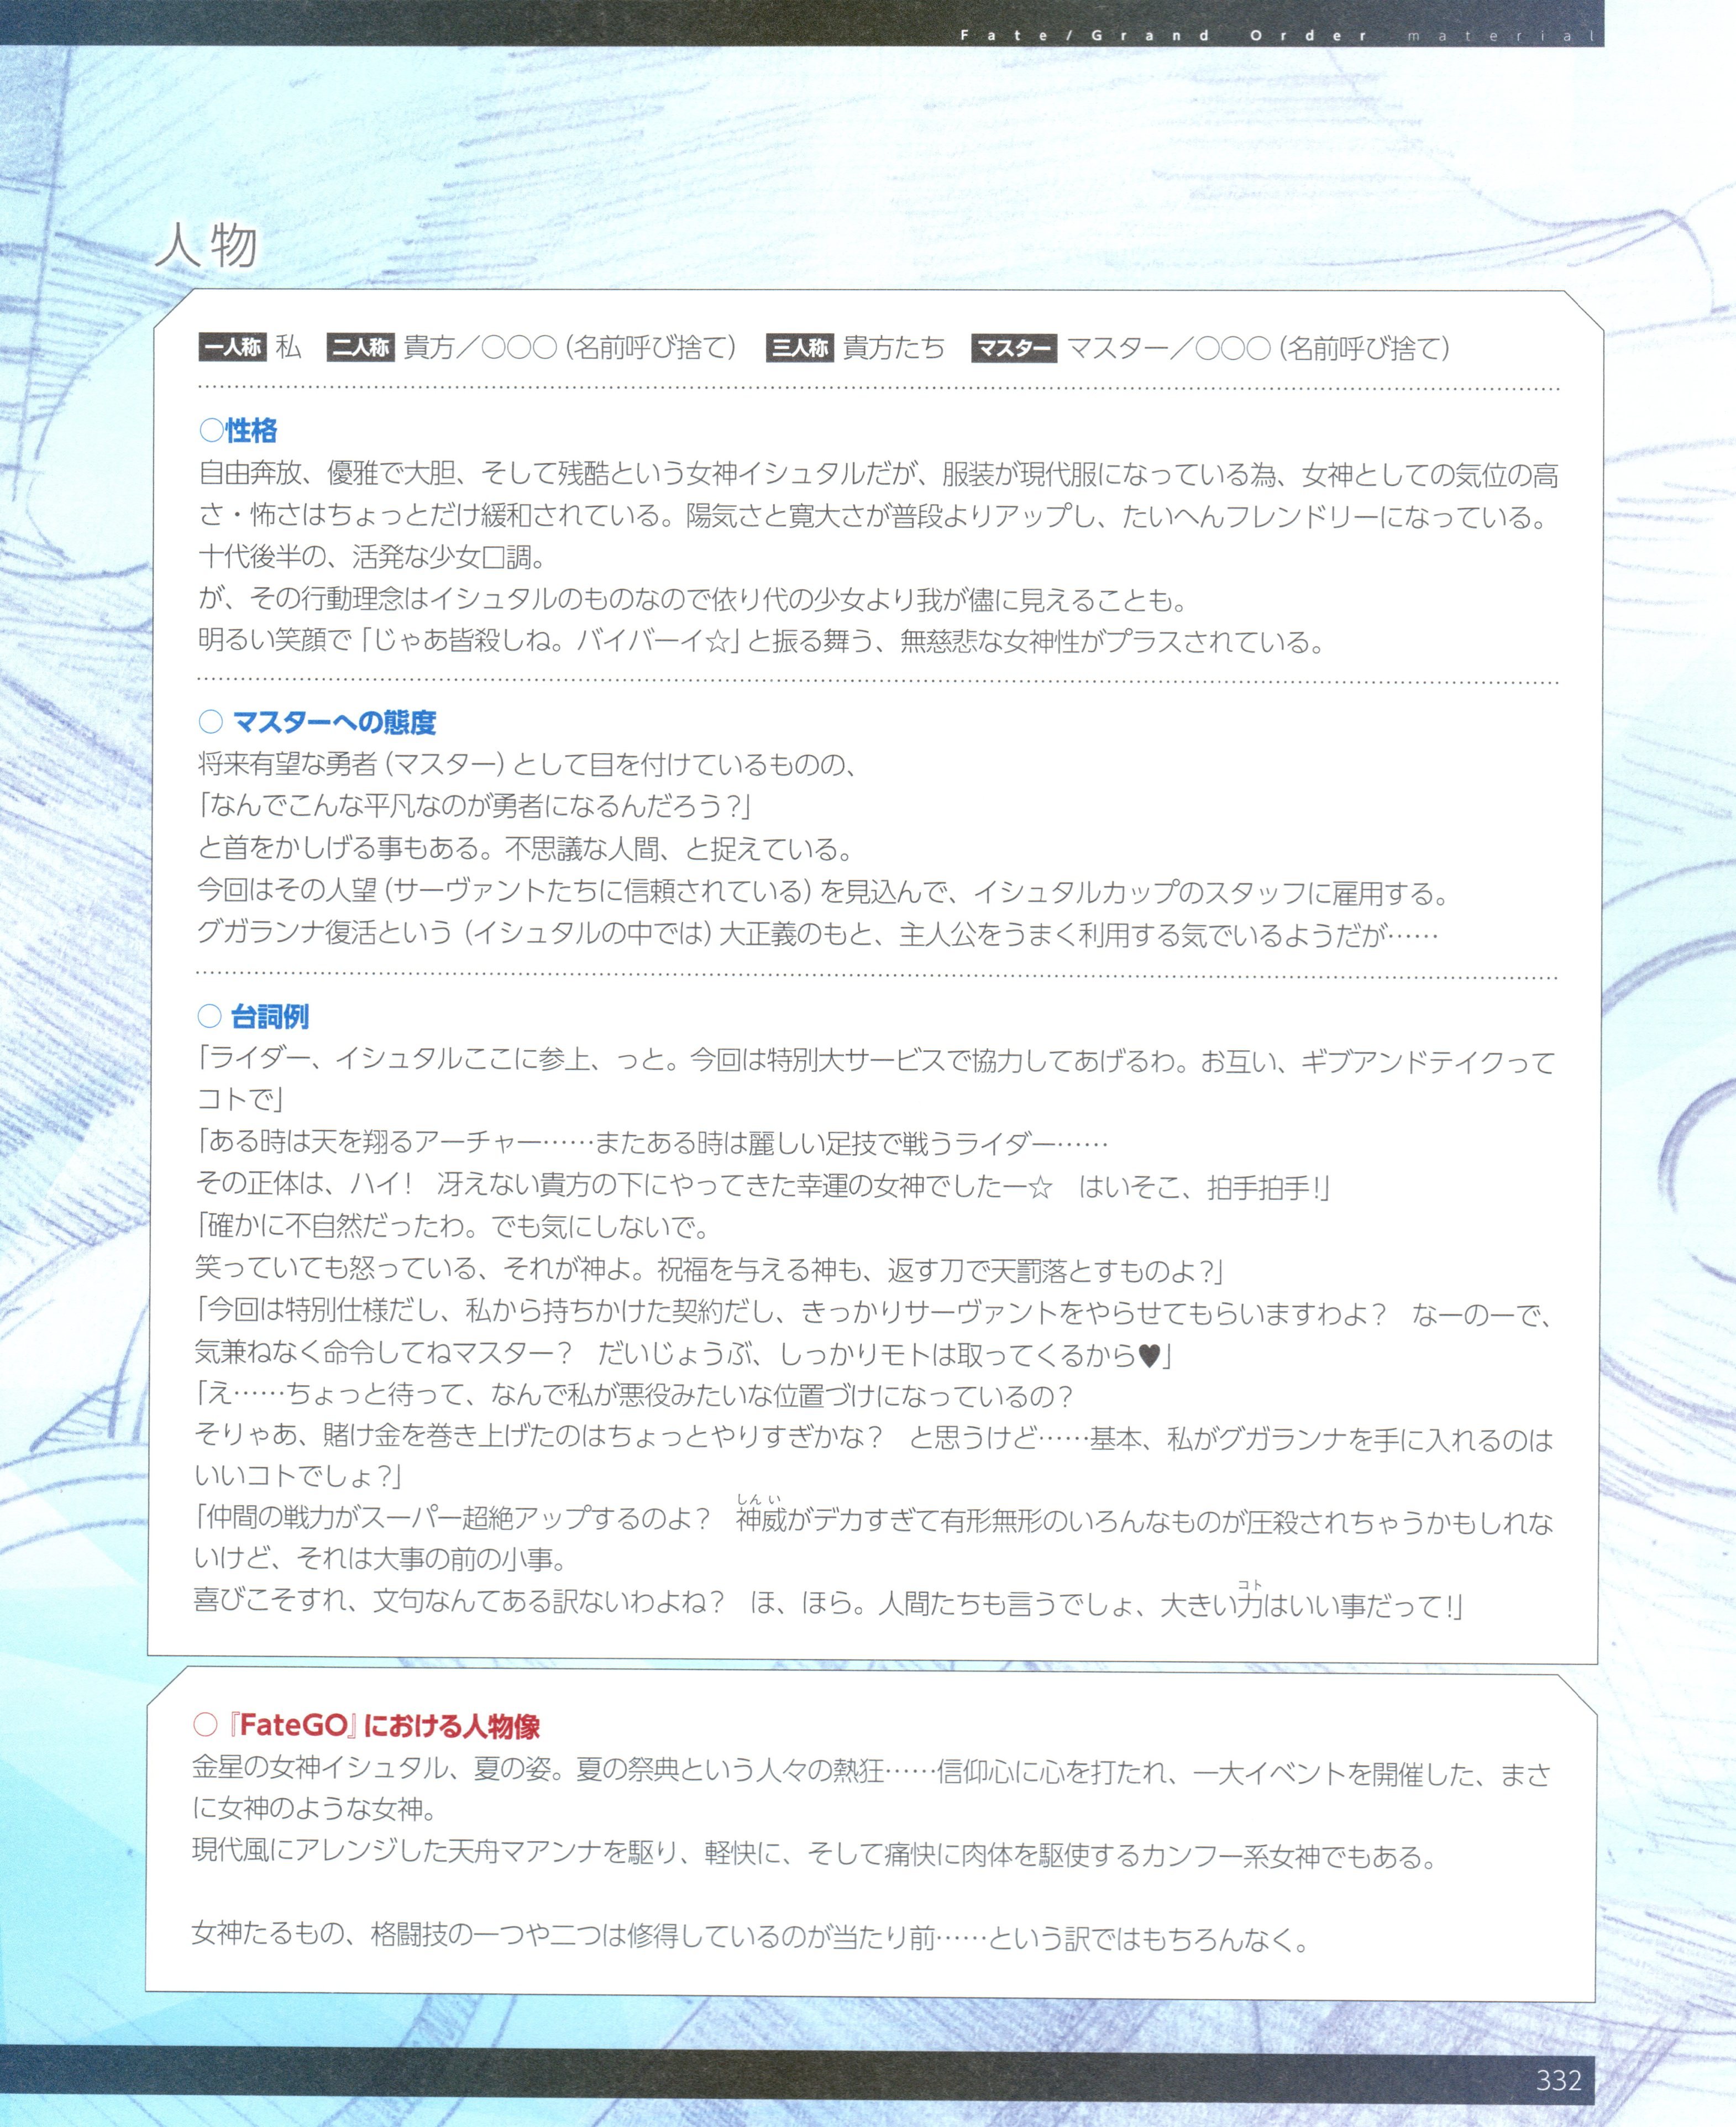 Fate/Grand Order material
人物
一人称 私 二人称 貴方／○○○（名前呼び捨て） 三人称 貴方たち マスター マスター／○○○（名前呼び捨て）
○性格
自由奔放、優雅で大胆、そして残酷という女神イシュタルだが、服装が現代服になっている為、女神としての気位の高
さ・怖さはちょっとだけ緩和されている。陽気さと寛大さが普段よりアップし、たいへんフレンドリーになっている。
十代後半の、活発な少女口調。
が、その行動理念はイシュタルのものなので依り代の少女より我が儘に見えることも。
明るい笑顔で「じゃあ皆殺しね。バイバーイ☆」と振る舞う、無慈悲な女神性がプラスされている。
○ マスターへの態度
将来有望な勇者（マスター）として目を付けているものの、
「なんでこんな平凡なのが勇者になるんだろう？」
と首をかしげる事もある。不思議な人間、と捉えている。
今回はその人望（サーヴァントたちに信頼されている）を見込んで、イシュタルカップのスタッフに雇用する。
グガランナ復活という（イシュタルの中では）大正義のもと、主人公をうまく利用する気でいるようだが……
○ 台詞例
「ライダー、イシュタルここに参上、っと。今回は特別大サービスで協力してあげるわ。お互い、ギブアンドテイクって
コトで」
「ある時は天を翔るアーチャー……またある時は麗しい足技で戦うライダー……
その正体は、ハイ！　冴えない貴方の下にやってきた幸運の女神でしたー☆　はいそこ、拍手拍手！」
「確かに不自然だったわ。でも気にしないで。
笑っていても怒っている、それが神よ。祝福を与える神も、返す刀で天罰落とすものよ？」
「今回は特別仕様だし、私から持ちかけた契約だし、きっかりサーヴァントをやらせてもらいますわよ？　なーのーで、
気兼ねなく命令してねマスター？　だいじょうぶ、しっかりモトは取ってくるから♥」
「え……ちょっと待って、なんで私が悪役みたいな位置づけになっているの？
そりゃあ、賭け金を巻き上げたのはちょっとやりすぎかな？　と思うけど……基本、私がグガランナを手に入れるのは
いいコトでしょ？」
しんい
「仲間の戦力がスーパー超絶アップするのよ？　神威がデカすぎて有形無形のいろんなものが圧殺されちゃうかもしれな
いけど、それは大事の前の小事。
コト
喜びこそすれ、文句なんてある訳ないわよね？　ほ、ほら。人間たちも言うでしょ、大きい力はいい事だって！」
○『FateGO』における人物像
金星の女神イシュタル、夏の姿。夏の祭典という人々の熱狂……信仰心に心を打たれ、一大イベントを開催した、まさ
に女神のような女神。
現代風にアレンジした天舟マアンナを駆り、軽快に、そして痛快に肉体を駆使するカンフー系女神でもある。
女神たるもの、格闘技の一つや二つは修得しているのが当たり前……という訳ではもちろんなく。
332